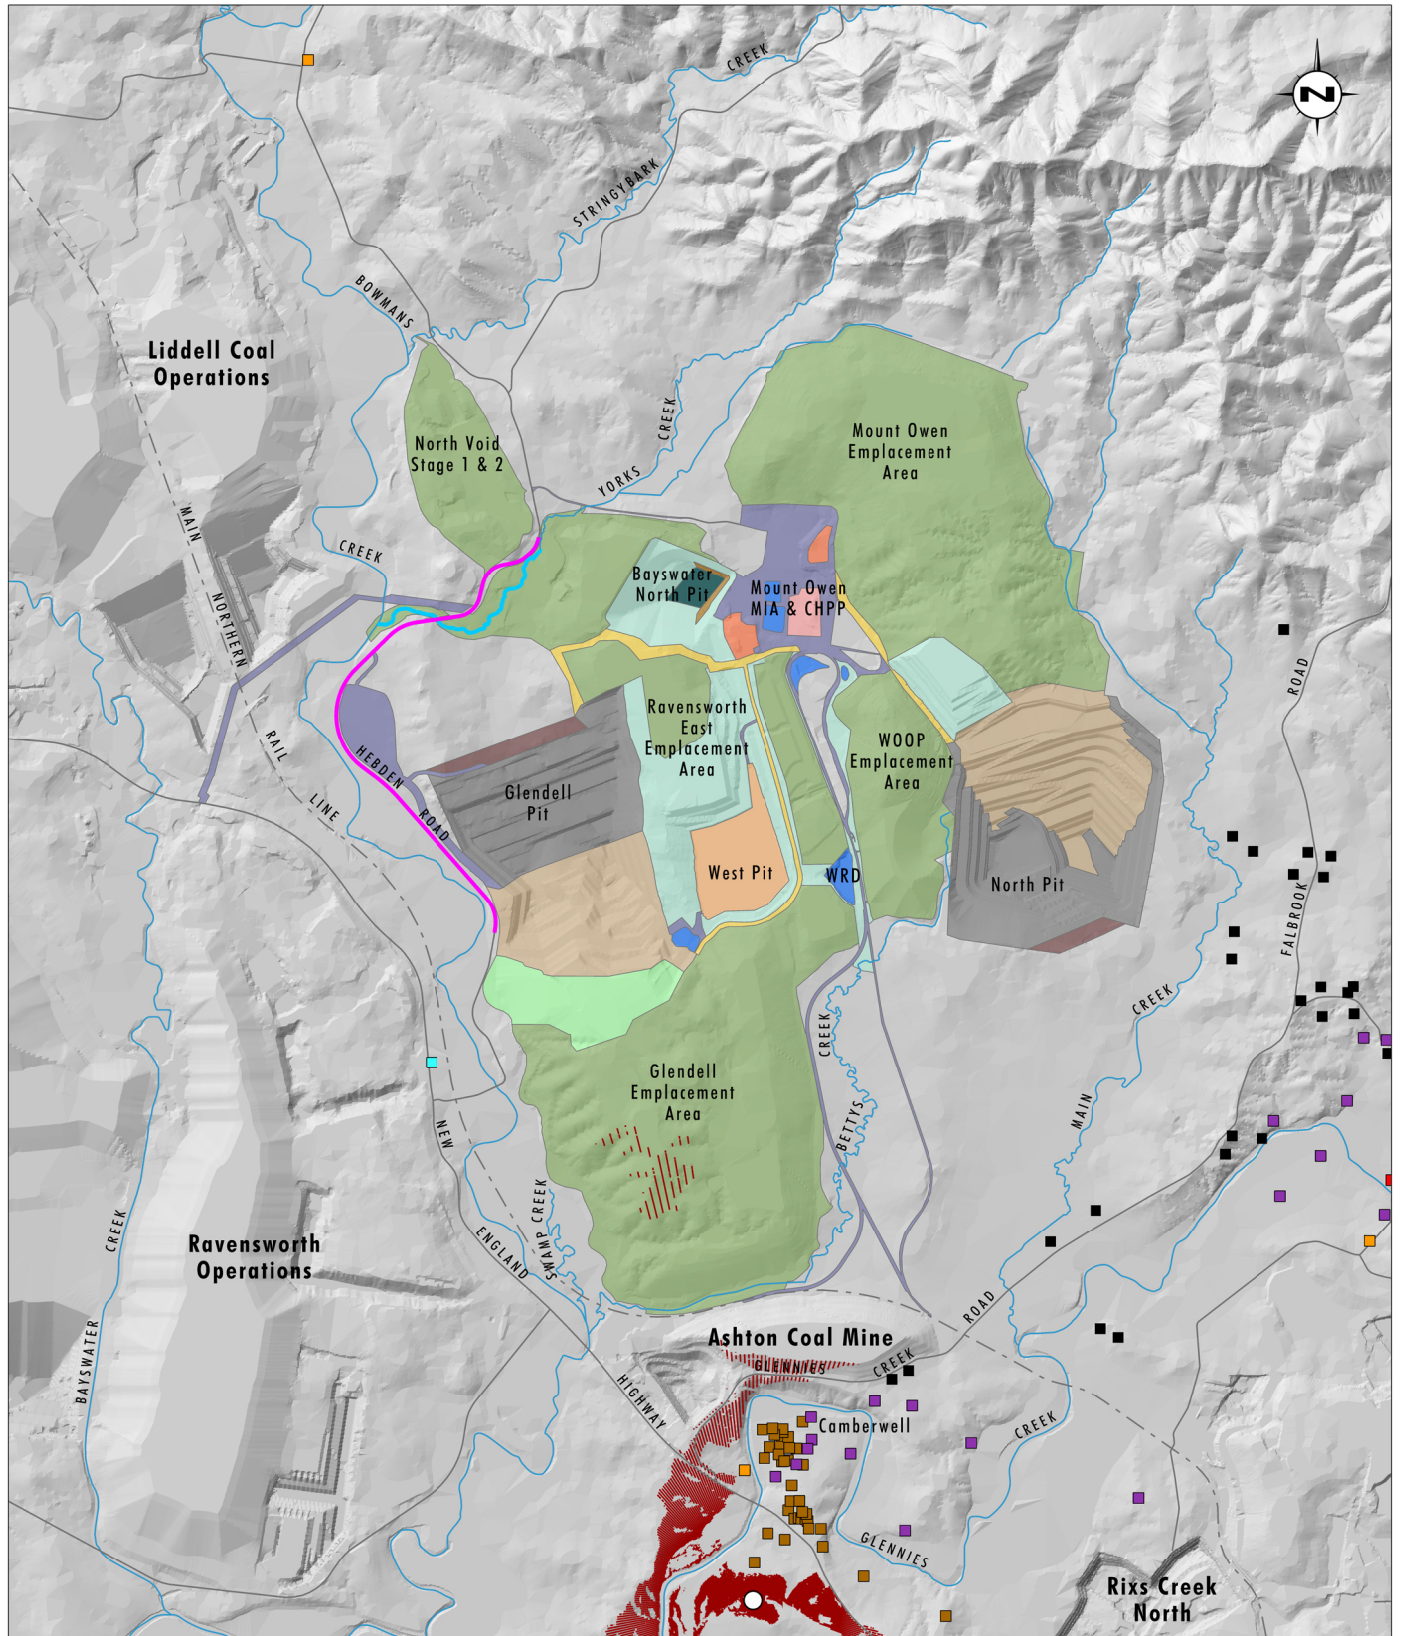 CREEK
N
STRINGYBARK
BOWMANS
Liddell Coal
Operations
CREEK
North Void
Stage 1 & 2
Mount Owen
Emplacement
Area
YORKS
MAIN
CREEK
NORTHERN
Bayswater
North Pit
Mount Owen
MIA & CHPP
ROAD
RAIL
HEBDEN
Ravensworth
East
Emplacement
Area
WOOP
Emplacement
Area
LINE
ROAD
Glendell
Pit
West Pit
WRD
North Pit
FALBROOK
CREEK
CREEK
MAIN
Glendell
Emplacement
Area
NEW
BETTYS
CREEK
Ravensworth
Operations
ENGLAND
SWAMP CREEK
ROAD
BAYSWATER
Ashton Coal Mine
GLENNIES
CREEK
HIGHWAY
Camberwell
CREEK
GLENNIES
Rixs Creek
North